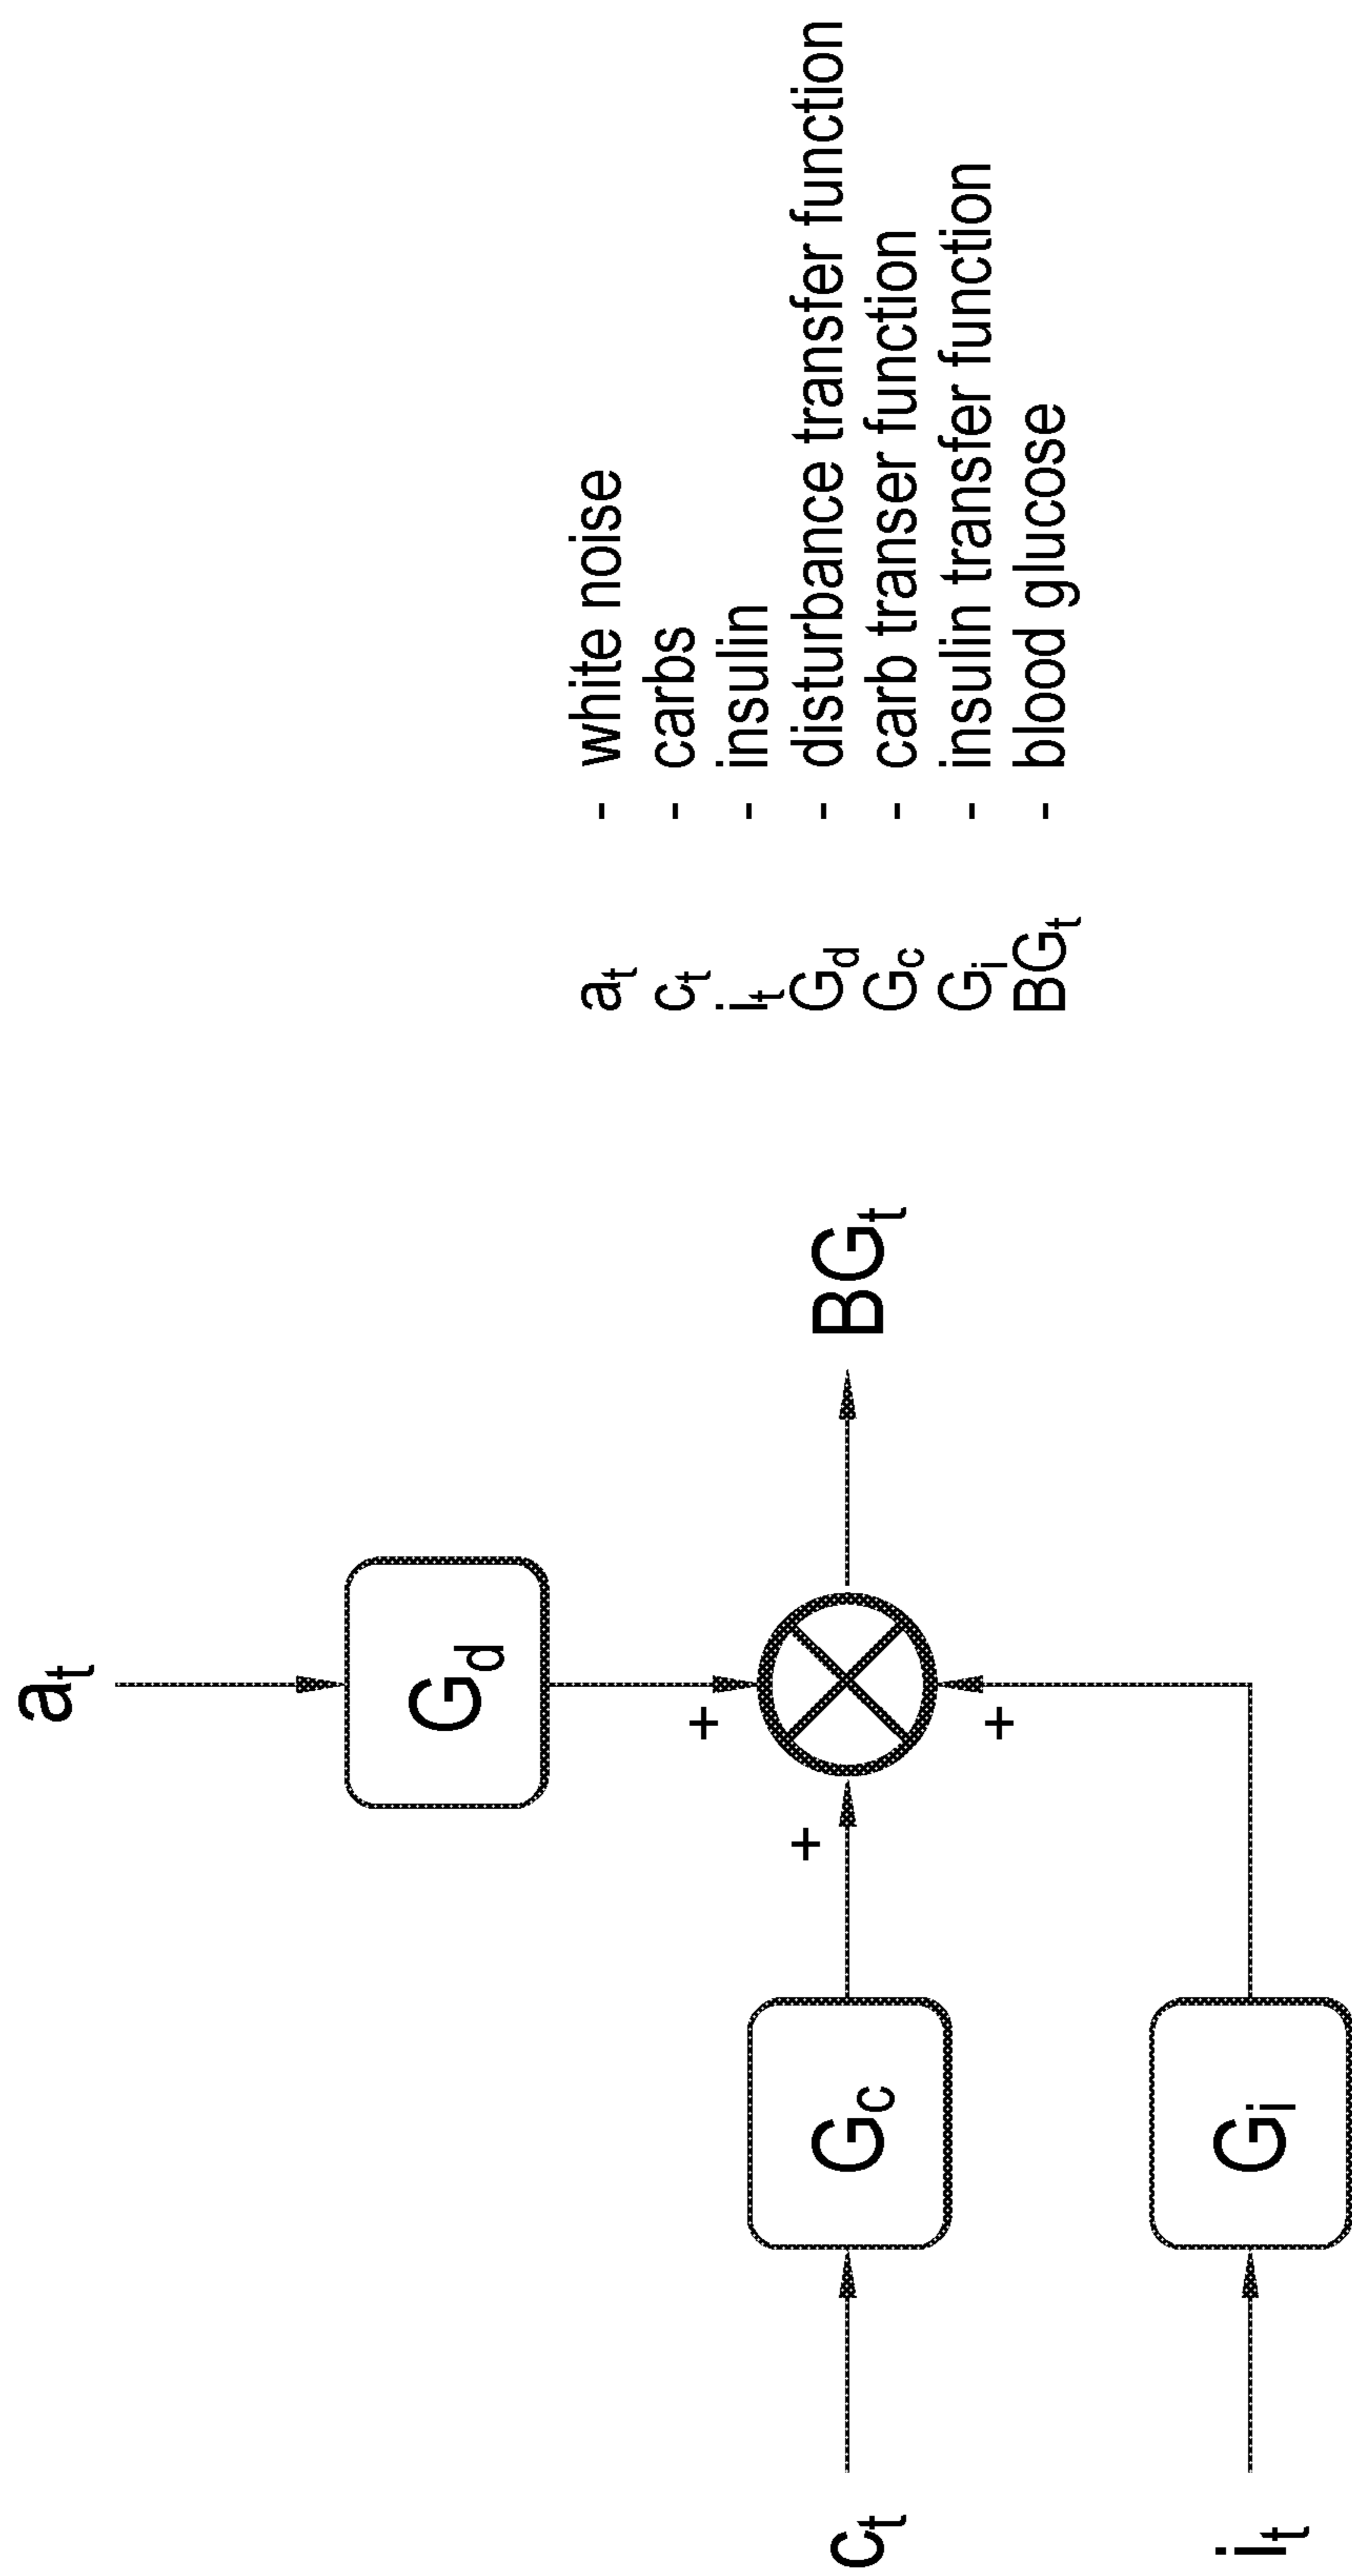 a_t
G_d
+
c_t
G_c
+
BG_t
+
i_t
G_i
a_t - white noise
c_t - carbs
i_t - insulin
G_d - disturbance transfer function
G_c - carb transer function
G_i - insulin transfer function
BG_t - blood glucose